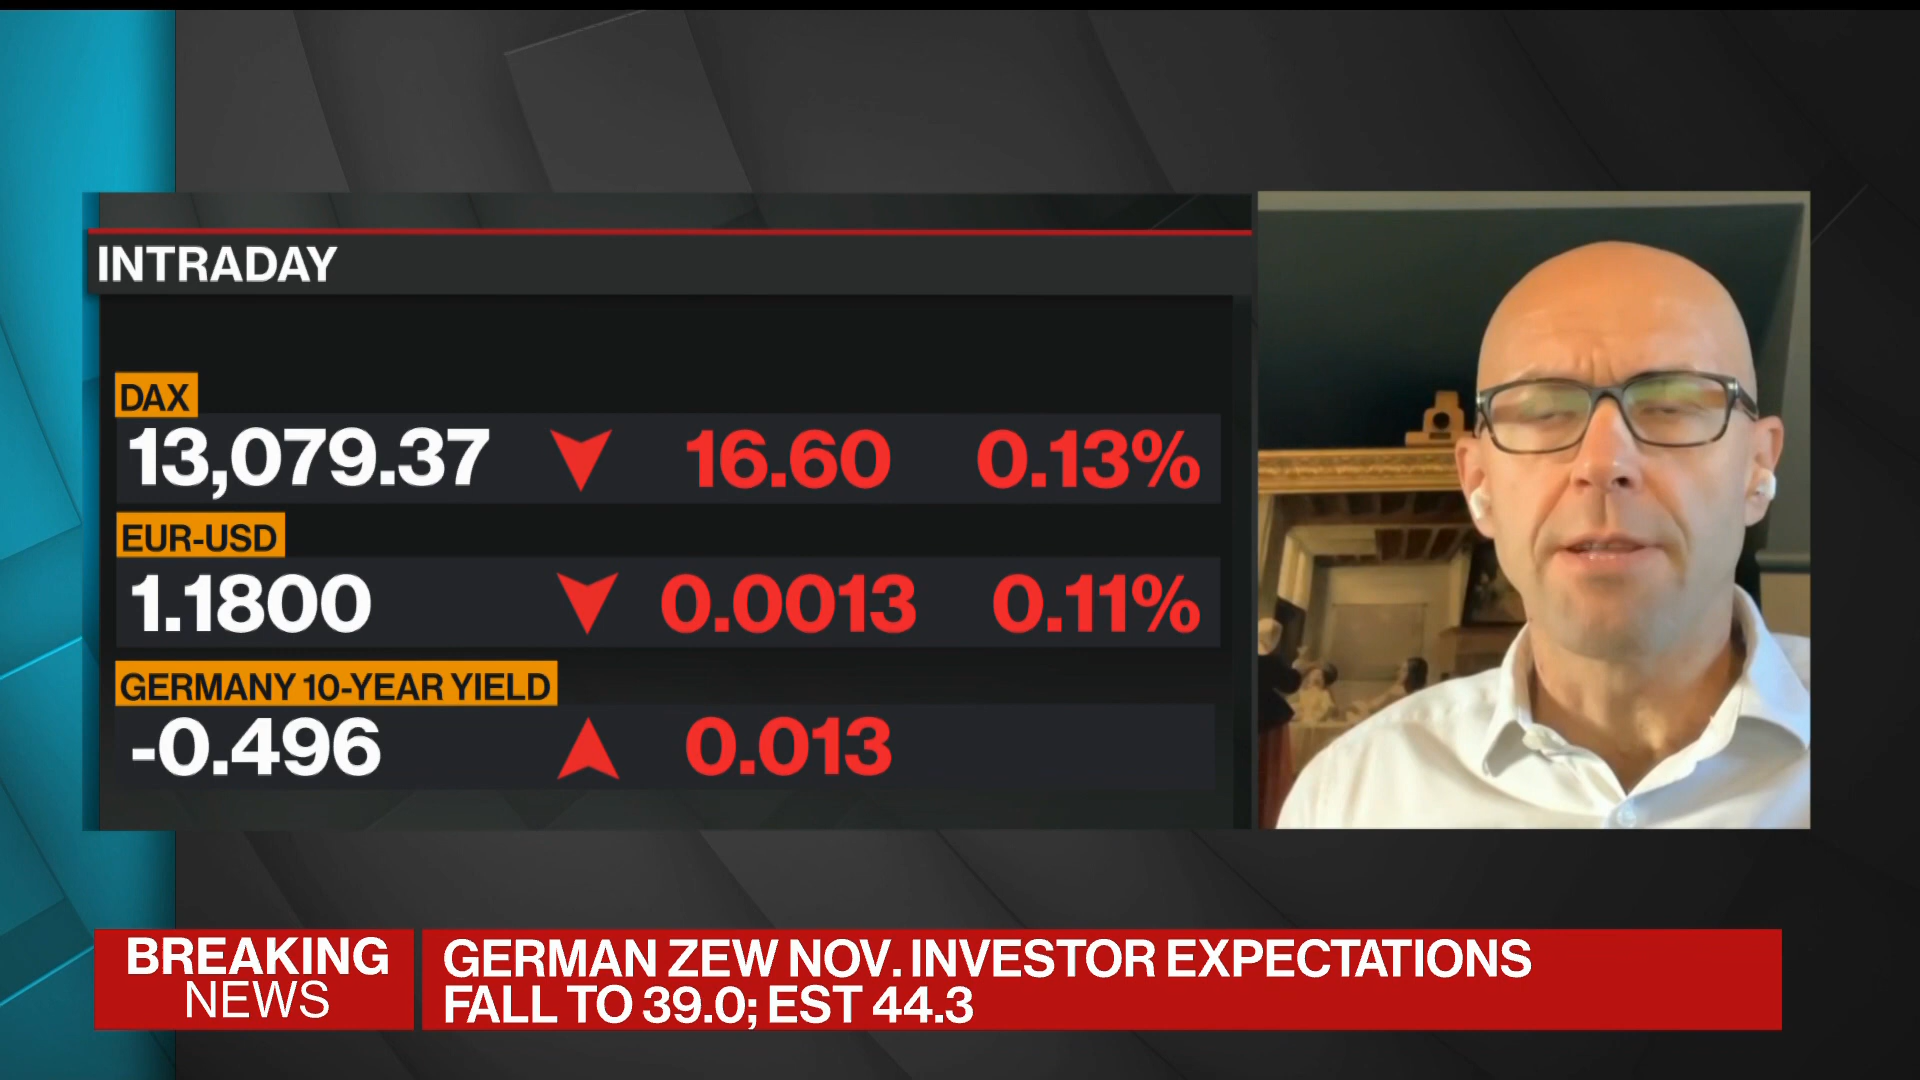 INTRADAY
DAX
13,079.37 ▼ 16.60 0.13%
EUR-USD
1.1800 ▼ 0.0013 0.11%
GERMANY 10-YEAR YIELD
-0.496 ▲ 0.013
BREAKING NEWS
GERMAN ZEW NOV. INVESTOR EXPECTATIONS
FALL TO 39.0; EST 44.3